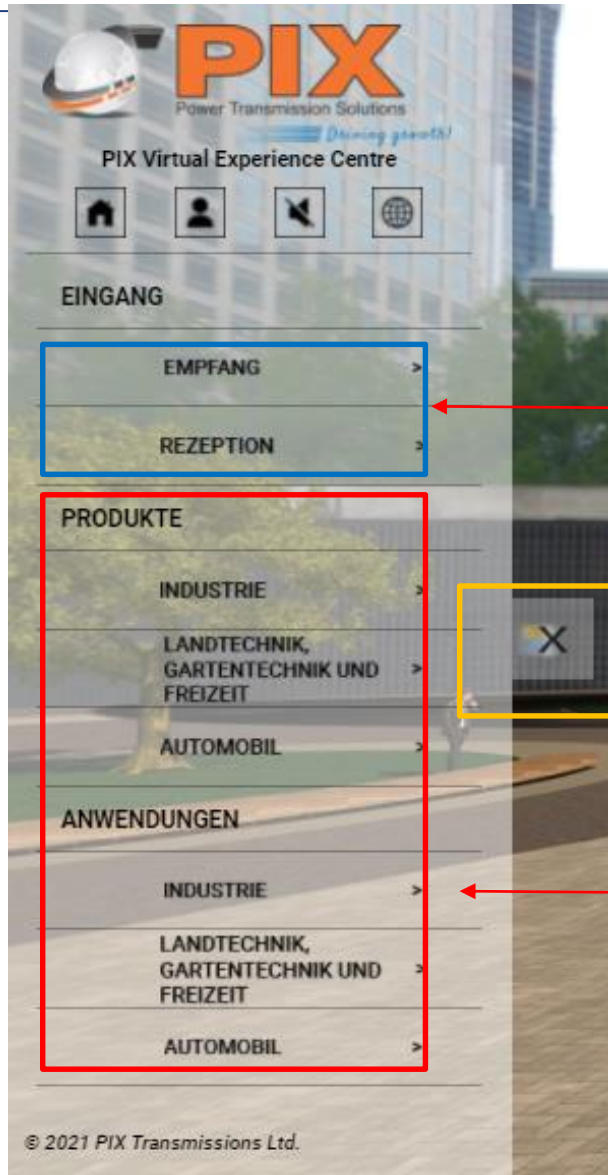 PIX
Power Transmission Solutions
Driving growth!
PIX Virtual Experience Centre
EINGANG
EMPFANG >
REZEPTION >
PRODUKTE
INDUSTRIE >
LANDTECHNIK,
GARTENTECHNIK UND >
FREIZEIT
AUTOMOBIL >
ANWENDUNGEN
INDUSTRIE >
LANDTECHNIK,
GARTENTECHNIK UND >
FREIZEIT
AUTOMOBIL >
X
© 2021 PIX Transmissions Ltd.